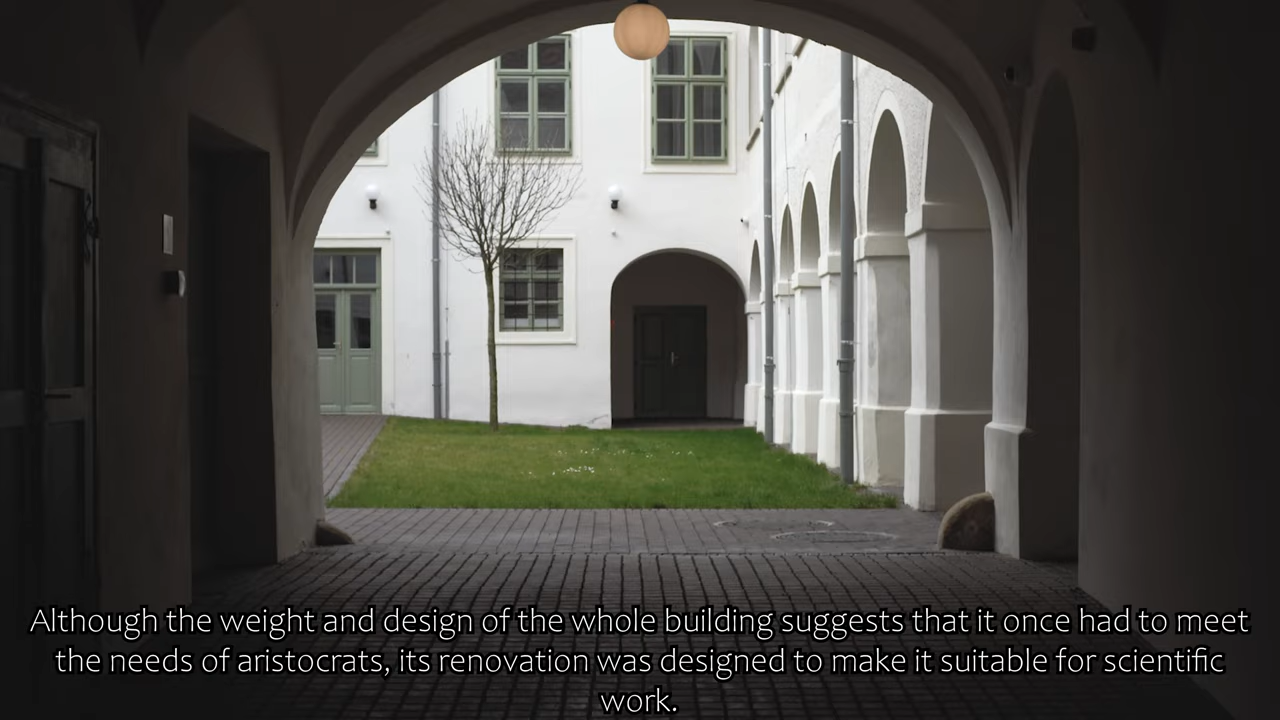 Although the weight and design of the whole building suggests that it once had to meet
the needs of aristocrats, its renovation was designed to make it suitable for scientific
work.